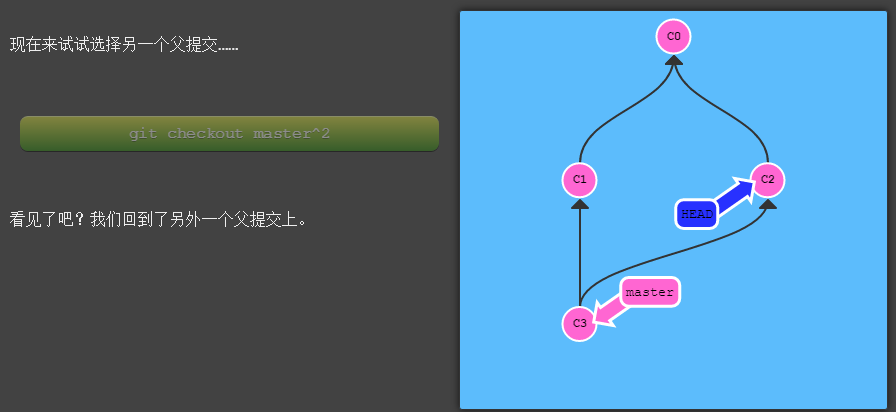 现在来试试选择另一个父提交……
git checkout master^2
看见了吧？我们回到了另外一个父提交上。
C0
C1
C2
HEAD
master
C3